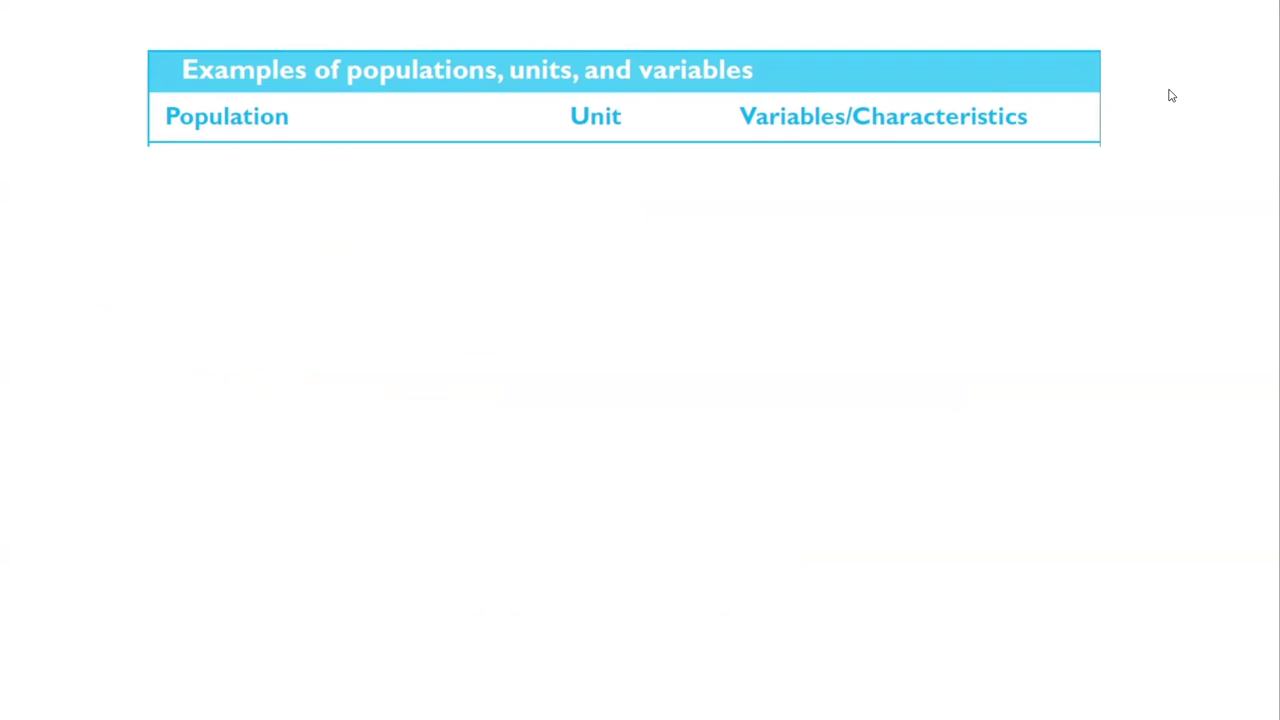 Examples of populations, units, and variables
Population Unit Variables/Characteristics